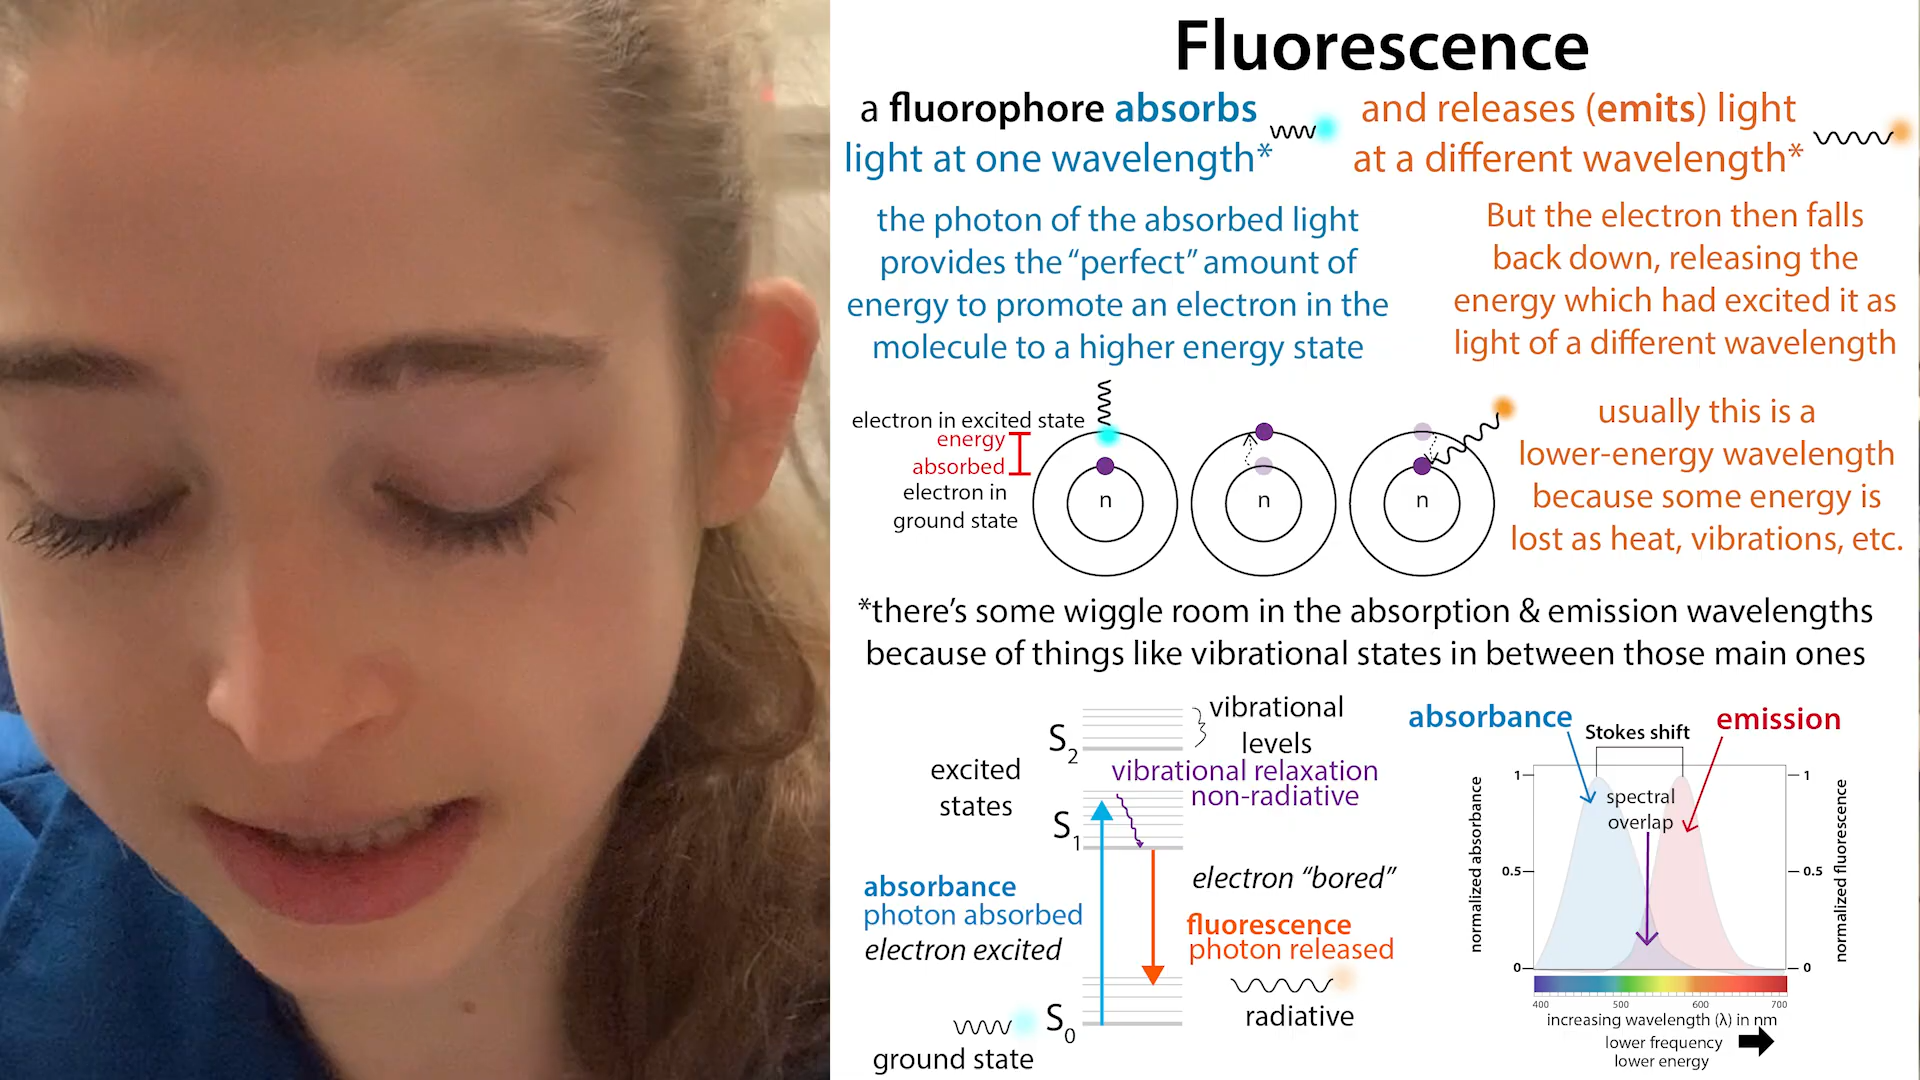 Fluorescence
a fluorophore absorbs
light at one wavelength*
and releases (emits) light
at a different wavelength*
the photon of the absorbed light
provides the “perfect” amount of
energy to promote an electron in the
molecule to a higher energy state
But the electron then falls
back down, releasing the
energy which had excited it as
light of a different wavelength
electron in excited state
energy
absorbed
electron in
ground state
n
n
n
usually this is a
lower-energy wavelength
because some energy is
lost as heat, vibrations, etc.
*there’s some wiggle room in the absorption & emission wavelengths
because of things like vibrational states in between those main ones
S2
vibrational
levels
excited
states
vibrational relaxation
non-radiative
S1
electron “bored”
absorbance
photon absorbed
electron excited
fluorescence
photon released
radiative
S0
ground state
absorbance
Stokes shift
emission
spectral
overlap
normalized absorbance
1
0.5
0
1
0.5
0
normalized fluorescence
400 500 600 700
increasing wavelength (λ) in nm
lower frequency
lower energy